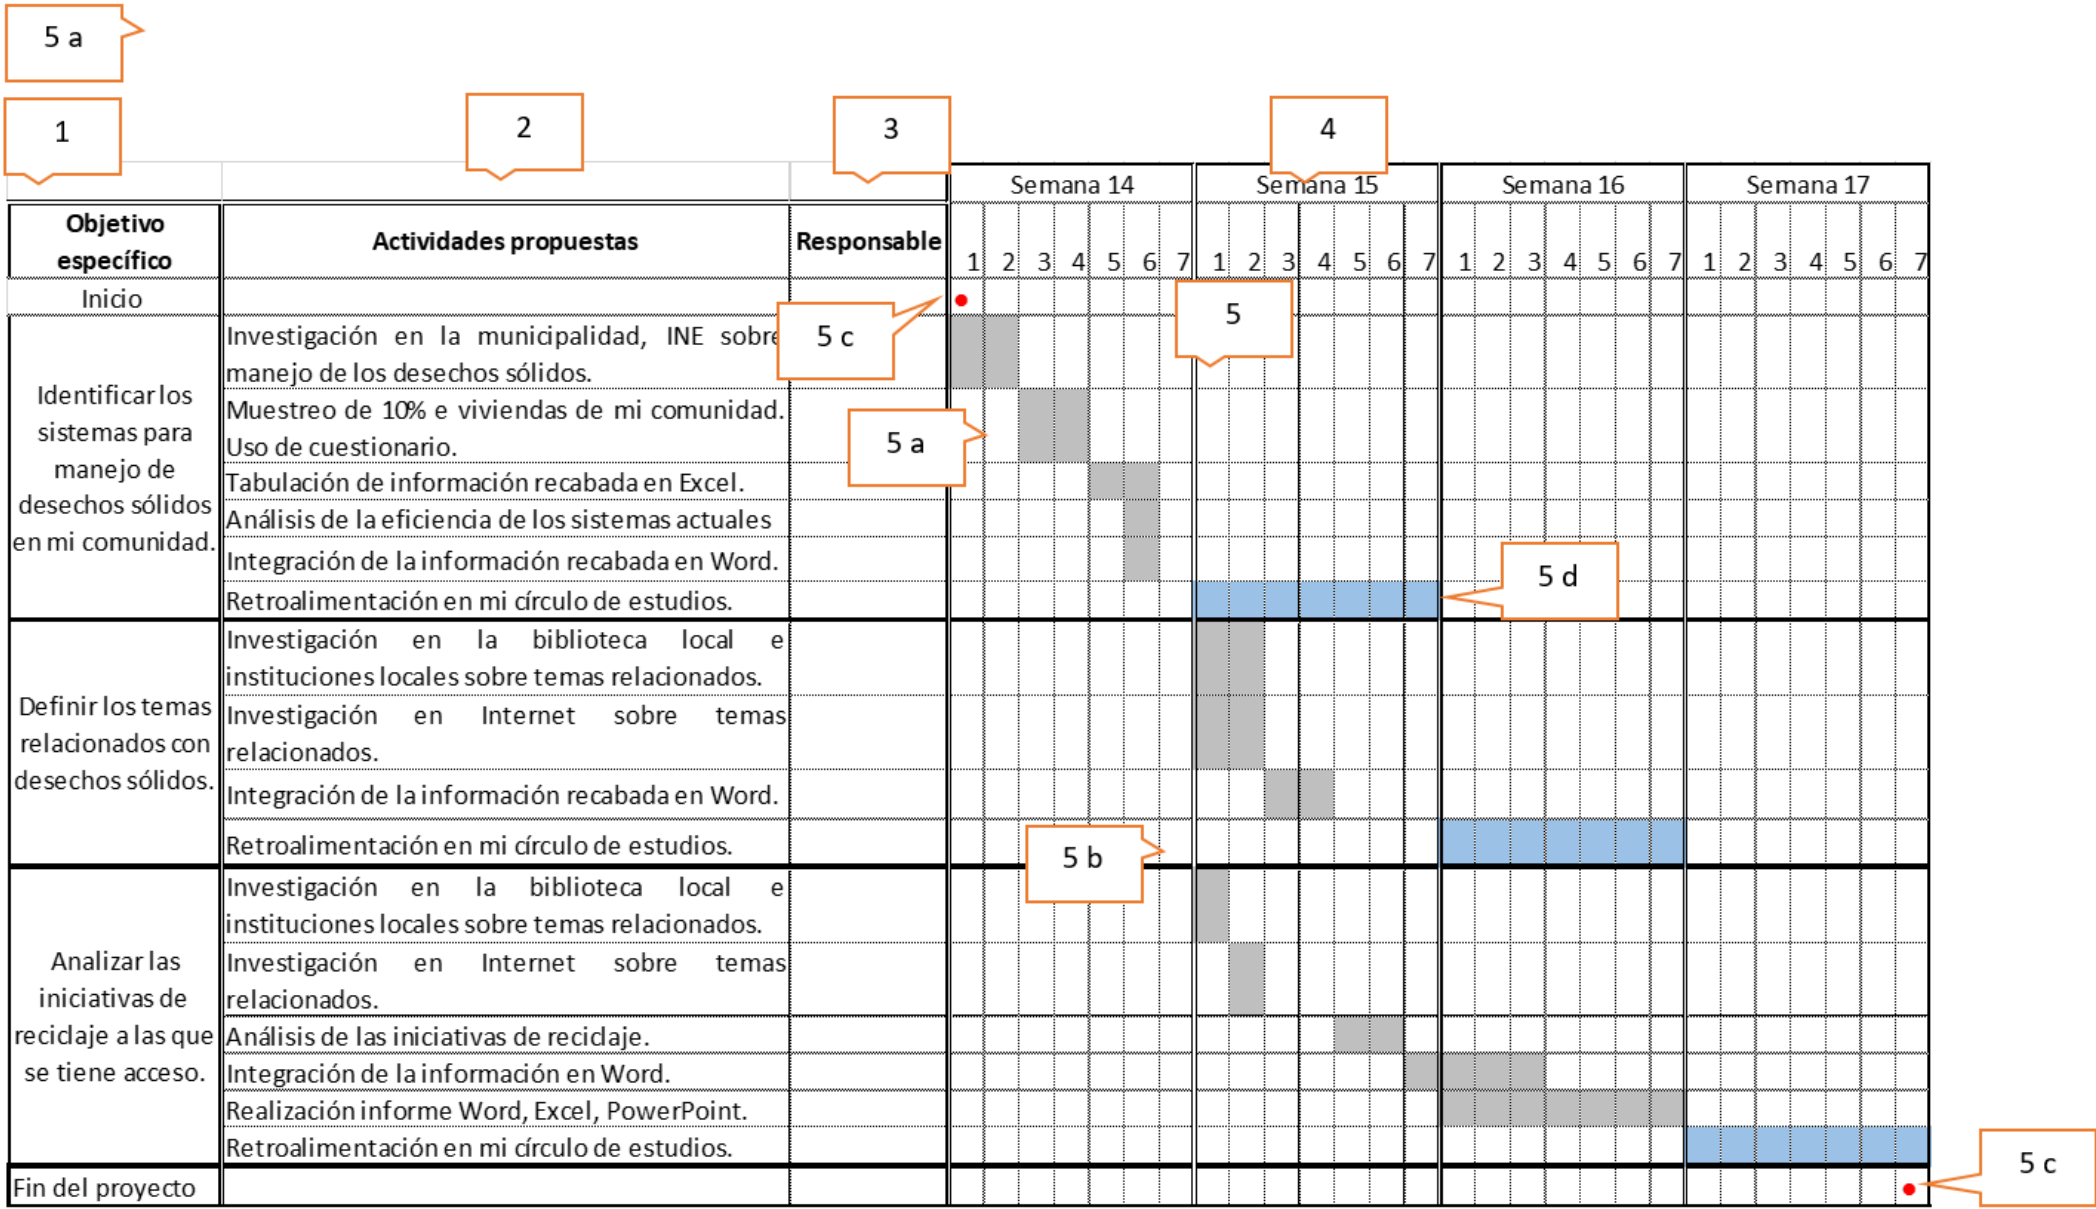 5 a
1
2
3
4
Semana 14
Semana 15
Semana 16
Semana 17
Objetivo
específico
Actividades propuestas
Responsable
1 2 3 4 5 6 7 1 2 3 4 5 6 7 1 2 3 4 5 6 7 1 2 3 4 5 6 7
Inicio
5 c
5
Identificar los
sistemas para
manejo de
desechos sólidos
en mi comunidad.
Investigación en la municipalidad, INE sobre
manejo de los desechos sólidos.
Muestreo de 10% e viviendas de mi comunidad.
Uso de cuestionario.
5 a
Tabulación de información recabada en Excel.
Análisis de la eficiencia de los sistemas actuales
Integración de la información recabada en Word.
Retroalimentación en mi círculo de estudios.
5 d
Definir los temas
relacionados con
desechos sólidos.
Investigación en la biblioteca local e
instituciones locales sobre temas relacionados.
Investigación en Internet sobre temas
relacionados.
Integración de la información recabada en Word.
Retroalimentación en mi círculo de estudios.
5 b
Analizar las
iniciativas de
reciclaje a las que
se tiene acceso.
Investigación en la biblioteca local e
instituciones locales sobre temas relacionados.
Investigación en Internet sobre temas
relacionados.
Análisis de las iniciativas de reciclaje.
Integración de la información en Word.
Realización informe Word, Excel, PowerPoint.
Retroalimentación en mi círculo de estudios.
Fin del proyecto
5 c